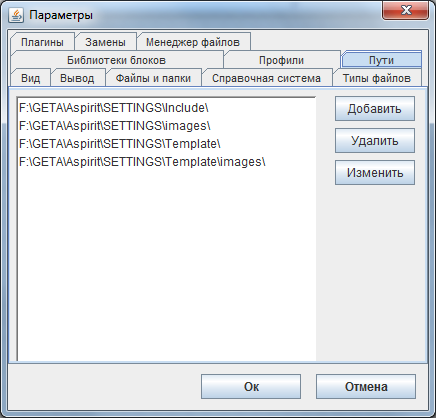 Параметры
Плагины Замены Менеджер файлов
Библиотеки блоков Профили Пути
Вид Вывод Файлы и папки Справочная система Типы файлов
F:\GETA\Aspirit\SETTINGS\Include\
F:\GETA\Aspirit\SETTINGS\images\
F:\GETA\Aspirit\SETTINGS\Template\
F:\GETA\Aspirit\SETTINGS\Template\images\
Добавить
Удалить
Изменить
Ок Отмена